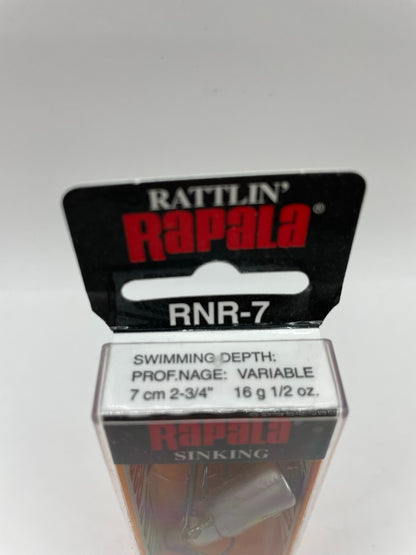 RATTLIN'
Rapala®
RNR-7
SWIMMING DEPTH:
PROF.NAGE: VARIABLE
7 cm 2-3/4" 16 g 1/2 oz.
Rapala
SINKING